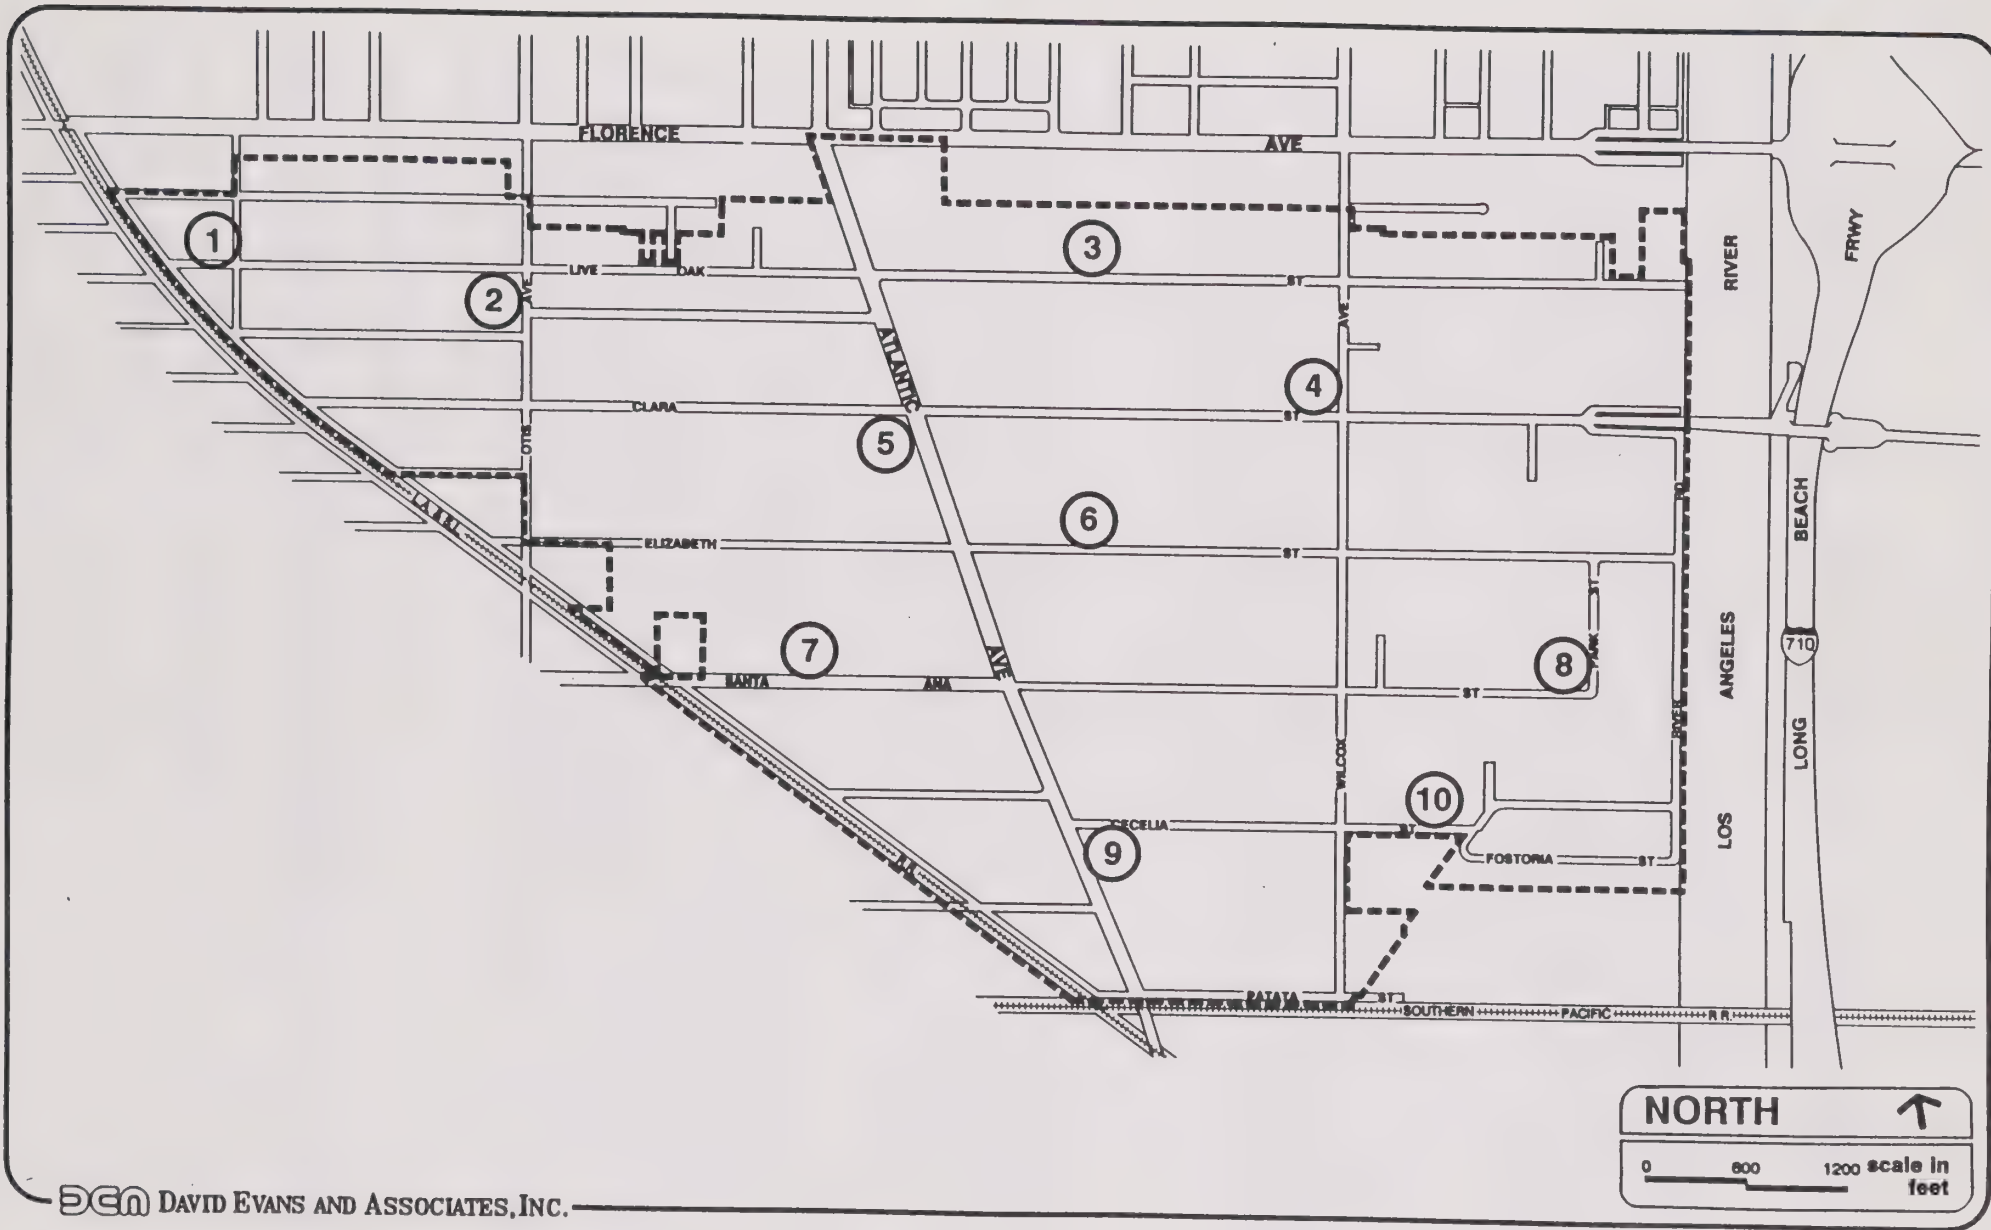 FLORENCE
AVE
1
3
RIVER
FRWY
LIVE OAK ST
2
AVE
AVE
ATLANTIC
4
CLARA ST
5
OTIS
L.A. & S.L.
RD
BEACH
6
ELIZABETH ST
ST
7
AVE
8
PARK
ANGELES
710
SANTA ANA ST
RIVER
LONG
WILCOX
10
CECELIA ST
LOS
9
R.R.
FOSTORIA ST
PATATA ST
SOUTHERN PACIFIC R.R.
NORTH
0 600 1200 scale in
feet
DEA DAVID EVANS AND ASSOCIATES, INC.